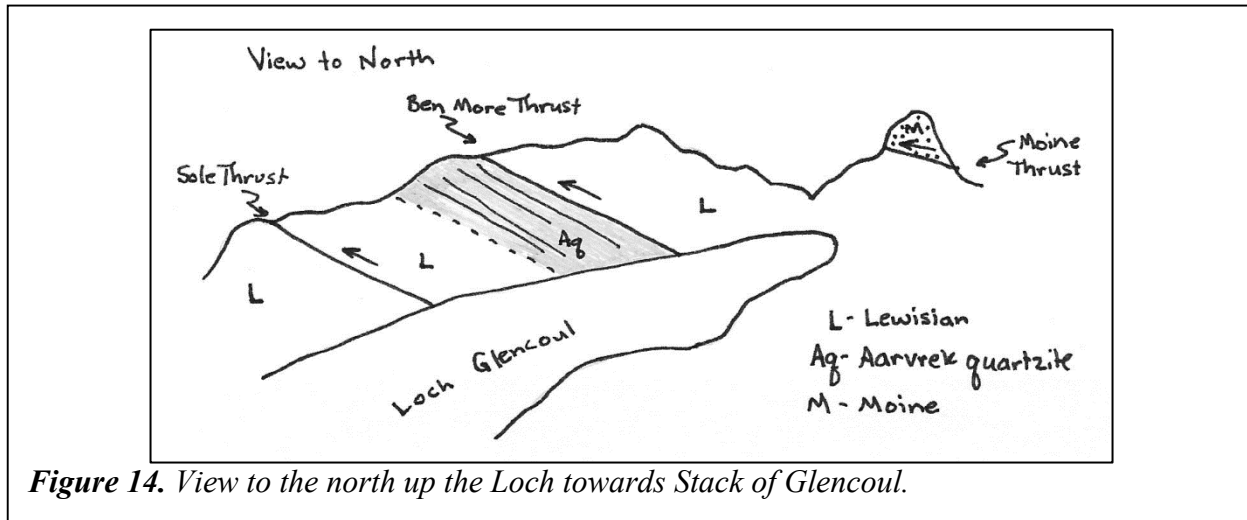 View to North
Ben More Thrust
Sole Thrust
M
Moine
Thrust
L
Aq
L
L
Loch Glencoul
L - Lewisian
Aq - Aarvrek quartzite
M - Moine
Figure 14. View to the north up the Loch towards Stack of Glencoul.